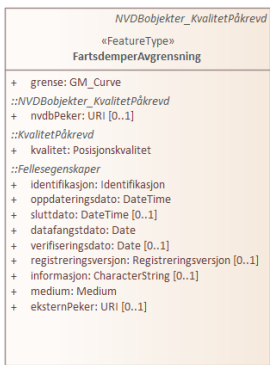 NVDBobjekter_KvalitetPåkrevd
«FeatureType»
FartsdemperAvgrensning
+ grense: GM_Curve
::NVDBobjekter_KvalitetPåkrevd
+ nvdbPeker: URI [0..1]
::KvalitetPåkrevd
+ kvalitet: Posisjonskvalitet
::Fellesegenskaper
+ identifikasjon: Identifikasjon
+ oppdateringsdato: DateTime
+ sluttdato: DateTime [0..1]
+ datafangstdato: Date
+ verifiseringsdato: Date [0..1]
+ registreringsversjon: Registreringsversjon [0..1]
+ informasjon: CharacterString [0..1]
+ medium: Medium
+ eksternPeker: URI [0..1]